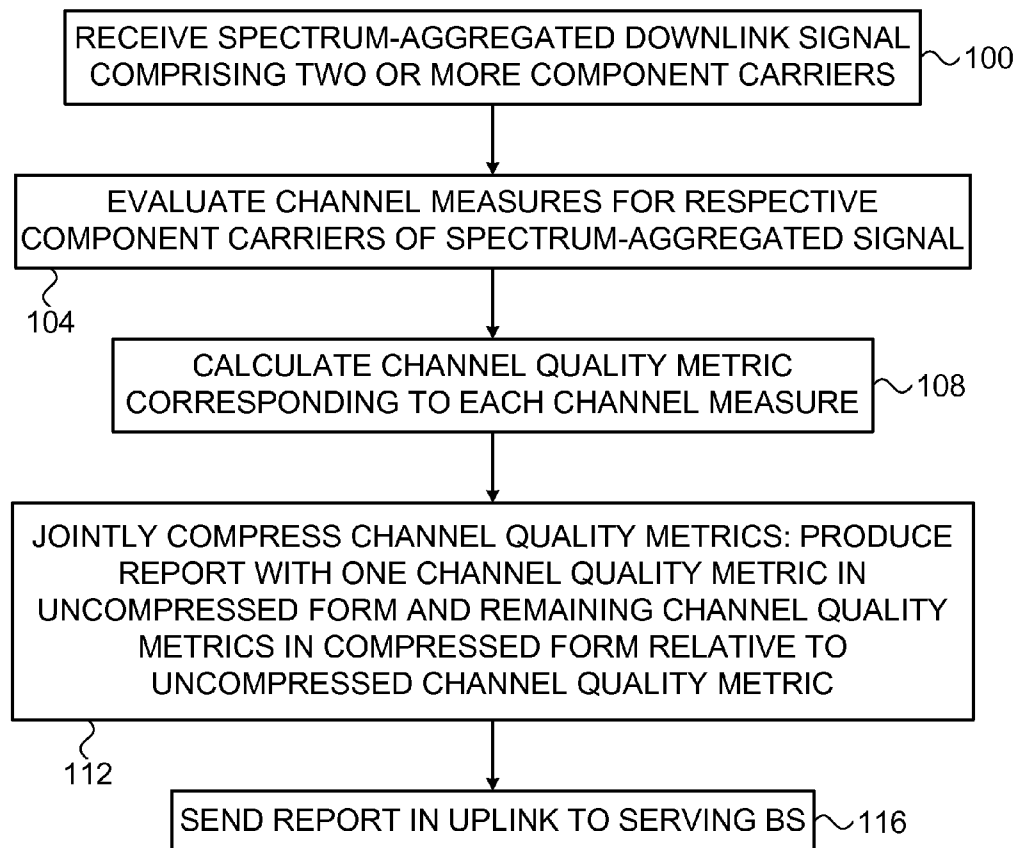 RECEIVE SPECTRUM-AGGREGATED DOWNLINK SIGNAL
COMPRISING TWO OR MORE COMPONENT CARRIERS
100
EVALUATE CHANNEL MEASURES FOR RESPECTIVE
COMPONENT CARRIERS OF SPECTRUM-AGGREGATED SIGNAL
104
CALCULATE CHANNEL QUALITY METRIC
CORRESPONDING TO EACH CHANNEL MEASURE
108
JOINTLY COMPRESS CHANNEL QUALITY METRICS: PRODUCE
REPORT WITH ONE CHANNEL QUALITY METRIC IN
UNCOMPRESSED FORM AND REMAINING CHANNEL QUALITY
METRICS IN COMPRESSED FORM RELATIVE TO
UNCOMPRESSED CHANNEL QUALITY METRIC
112
SEND REPORT IN UPLINK TO SERVING BS
116